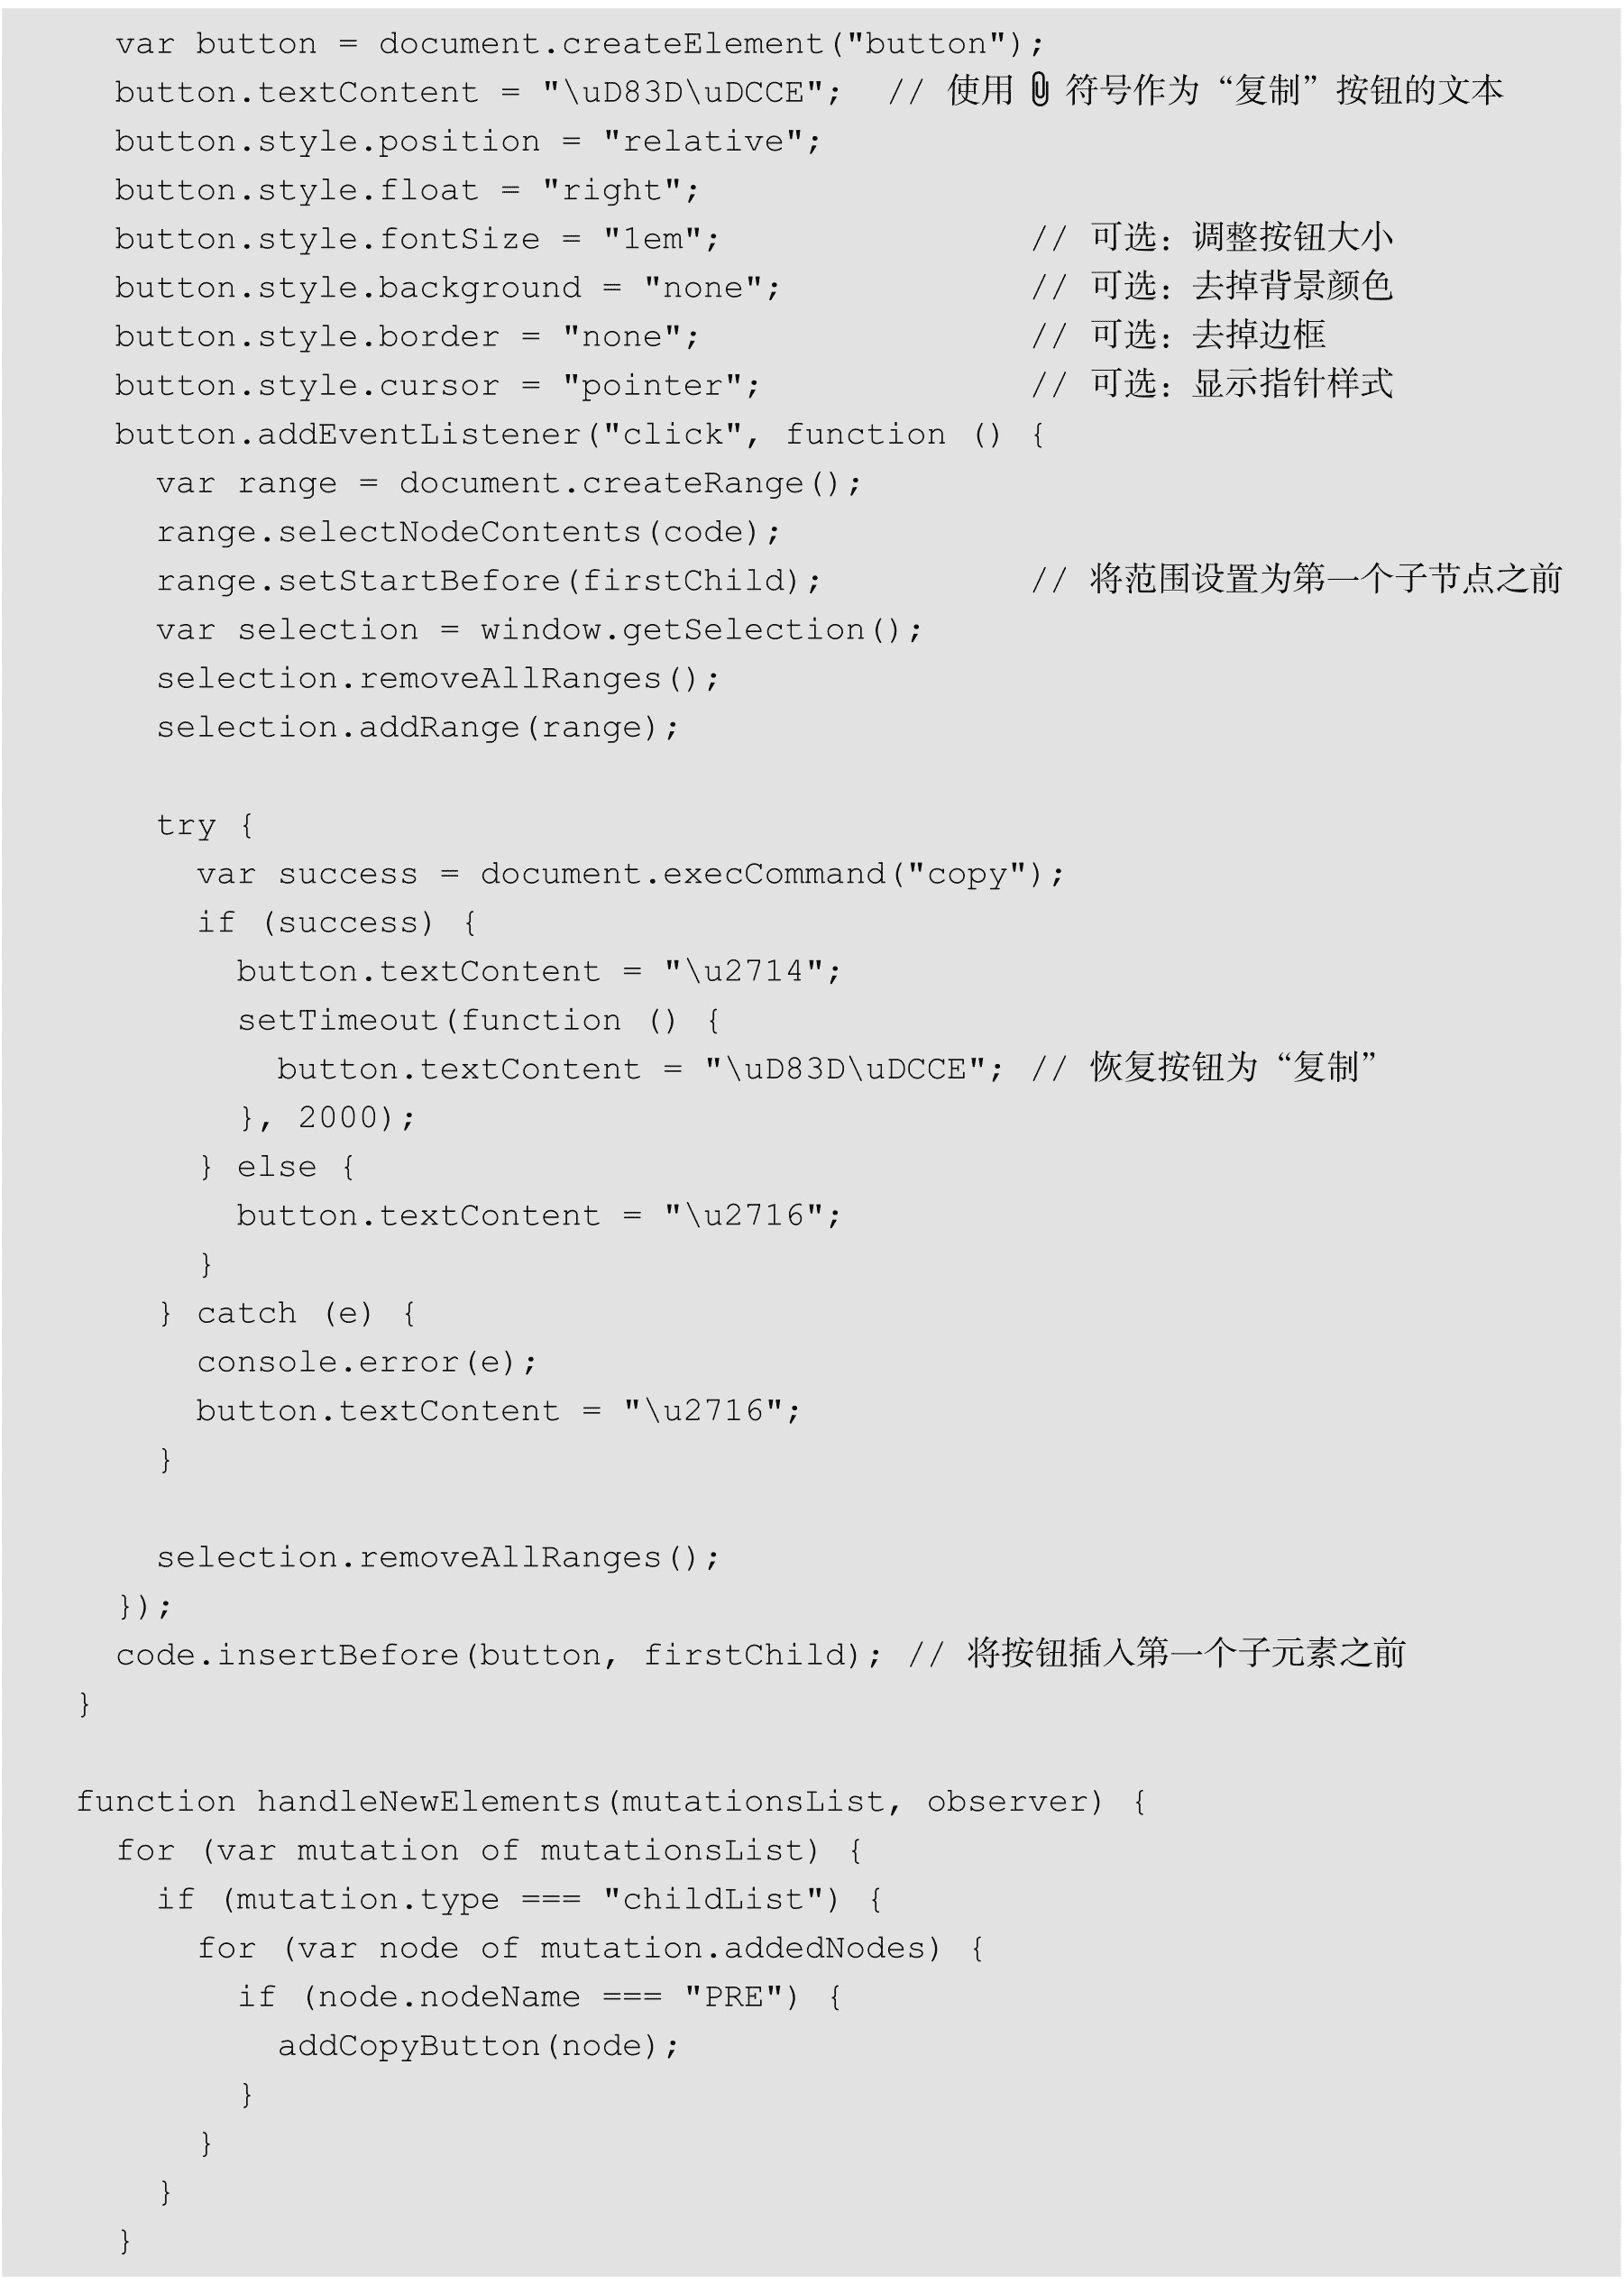 var button = document.createElement("button");
button.textContent = "\uD83D\uDCCE";  // 使用 📎 符号作为“复制”按钮的文本
button.style.position = "relative";
button.style.float = "right";
button.style.fontSize = "1em";               // 可选：调整按钮大小
button.style.background = "none";            // 可选：去掉背景颜色
button.style.border = "none";                // 可选：去掉边框
button.style.cursor = "pointer";             // 可选：显示指针样式
button.addEventListener("click", function () {
  var range = document.createRange();
  range.selectNodeContents(code);
  range.setStartBefore(firstChild);          // 将范围设置为第一个子节点之前
  var selection = window.getSelection();
  selection.removeAllRanges();
  selection.addRange(range);
  try {
    var success = document.execCommand("copy");
    if (success) {
      button.textContent = "\u2714";
      setTimeout(function () {
        button.textContent = "\uD83D\uDCCE"; // 恢复按钮为“复制”
      }, 2000);
    } else {
      button.textContent = "\u2716";
    }
  } catch (e) {
    console.error(e);
    button.textContent = "\u2716";
  }
  selection.removeAllRanges();
});
code.insertBefore(button, firstChild); // 将按钮插入第一个子元素之前
}
function handleNewElements(mutationsList, observer) {
  for (var mutation of mutationsList) {
    if (mutation.type === "childList") {
      for (var node of mutation.addedNodes) {
        if (node.nodeName === "PRE") {
          addCopyButton(node);
        }
      }
    }
  }